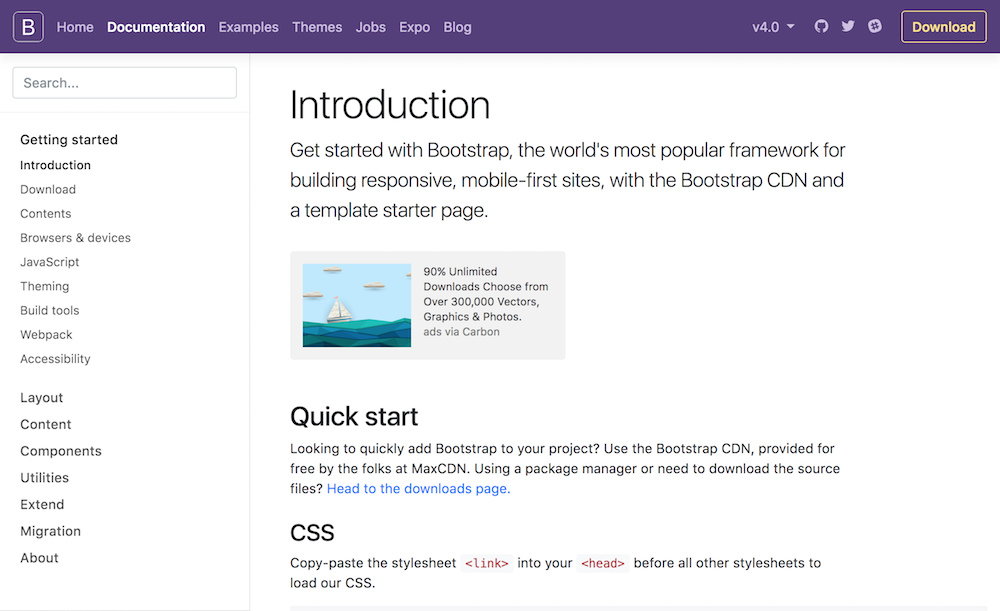 B Home Documentation Examples Themes Jobs Expo Blog v4.0 Download
Search...
Getting started
Introduction
Download
Contents
Browsers & devices
JavaScript
Theming
Build tools
Webpack
Accessibility
Layout
Content
Components
Utilities
Extend
Migration
About
Introduction
Get started with Bootstrap, the world's most popular framework for
building responsive, mobile-first sites, with the Bootstrap CDN and
a template starter page.
90% Unlimited
Downloads Choose from
Over 300,000 Vectors,
Graphics & Photos.
ads via Carbon
Quick start
Looking to quickly add Bootstrap to your project? Use the Bootstrap CDN, provided for
free by the folks at MaxCDN. Using a package manager or need to download the source
files? Head to the downloads page.
CSS
Copy-paste the stylesheet <link> into your <head> before all other stylesheets to
load our CSS.